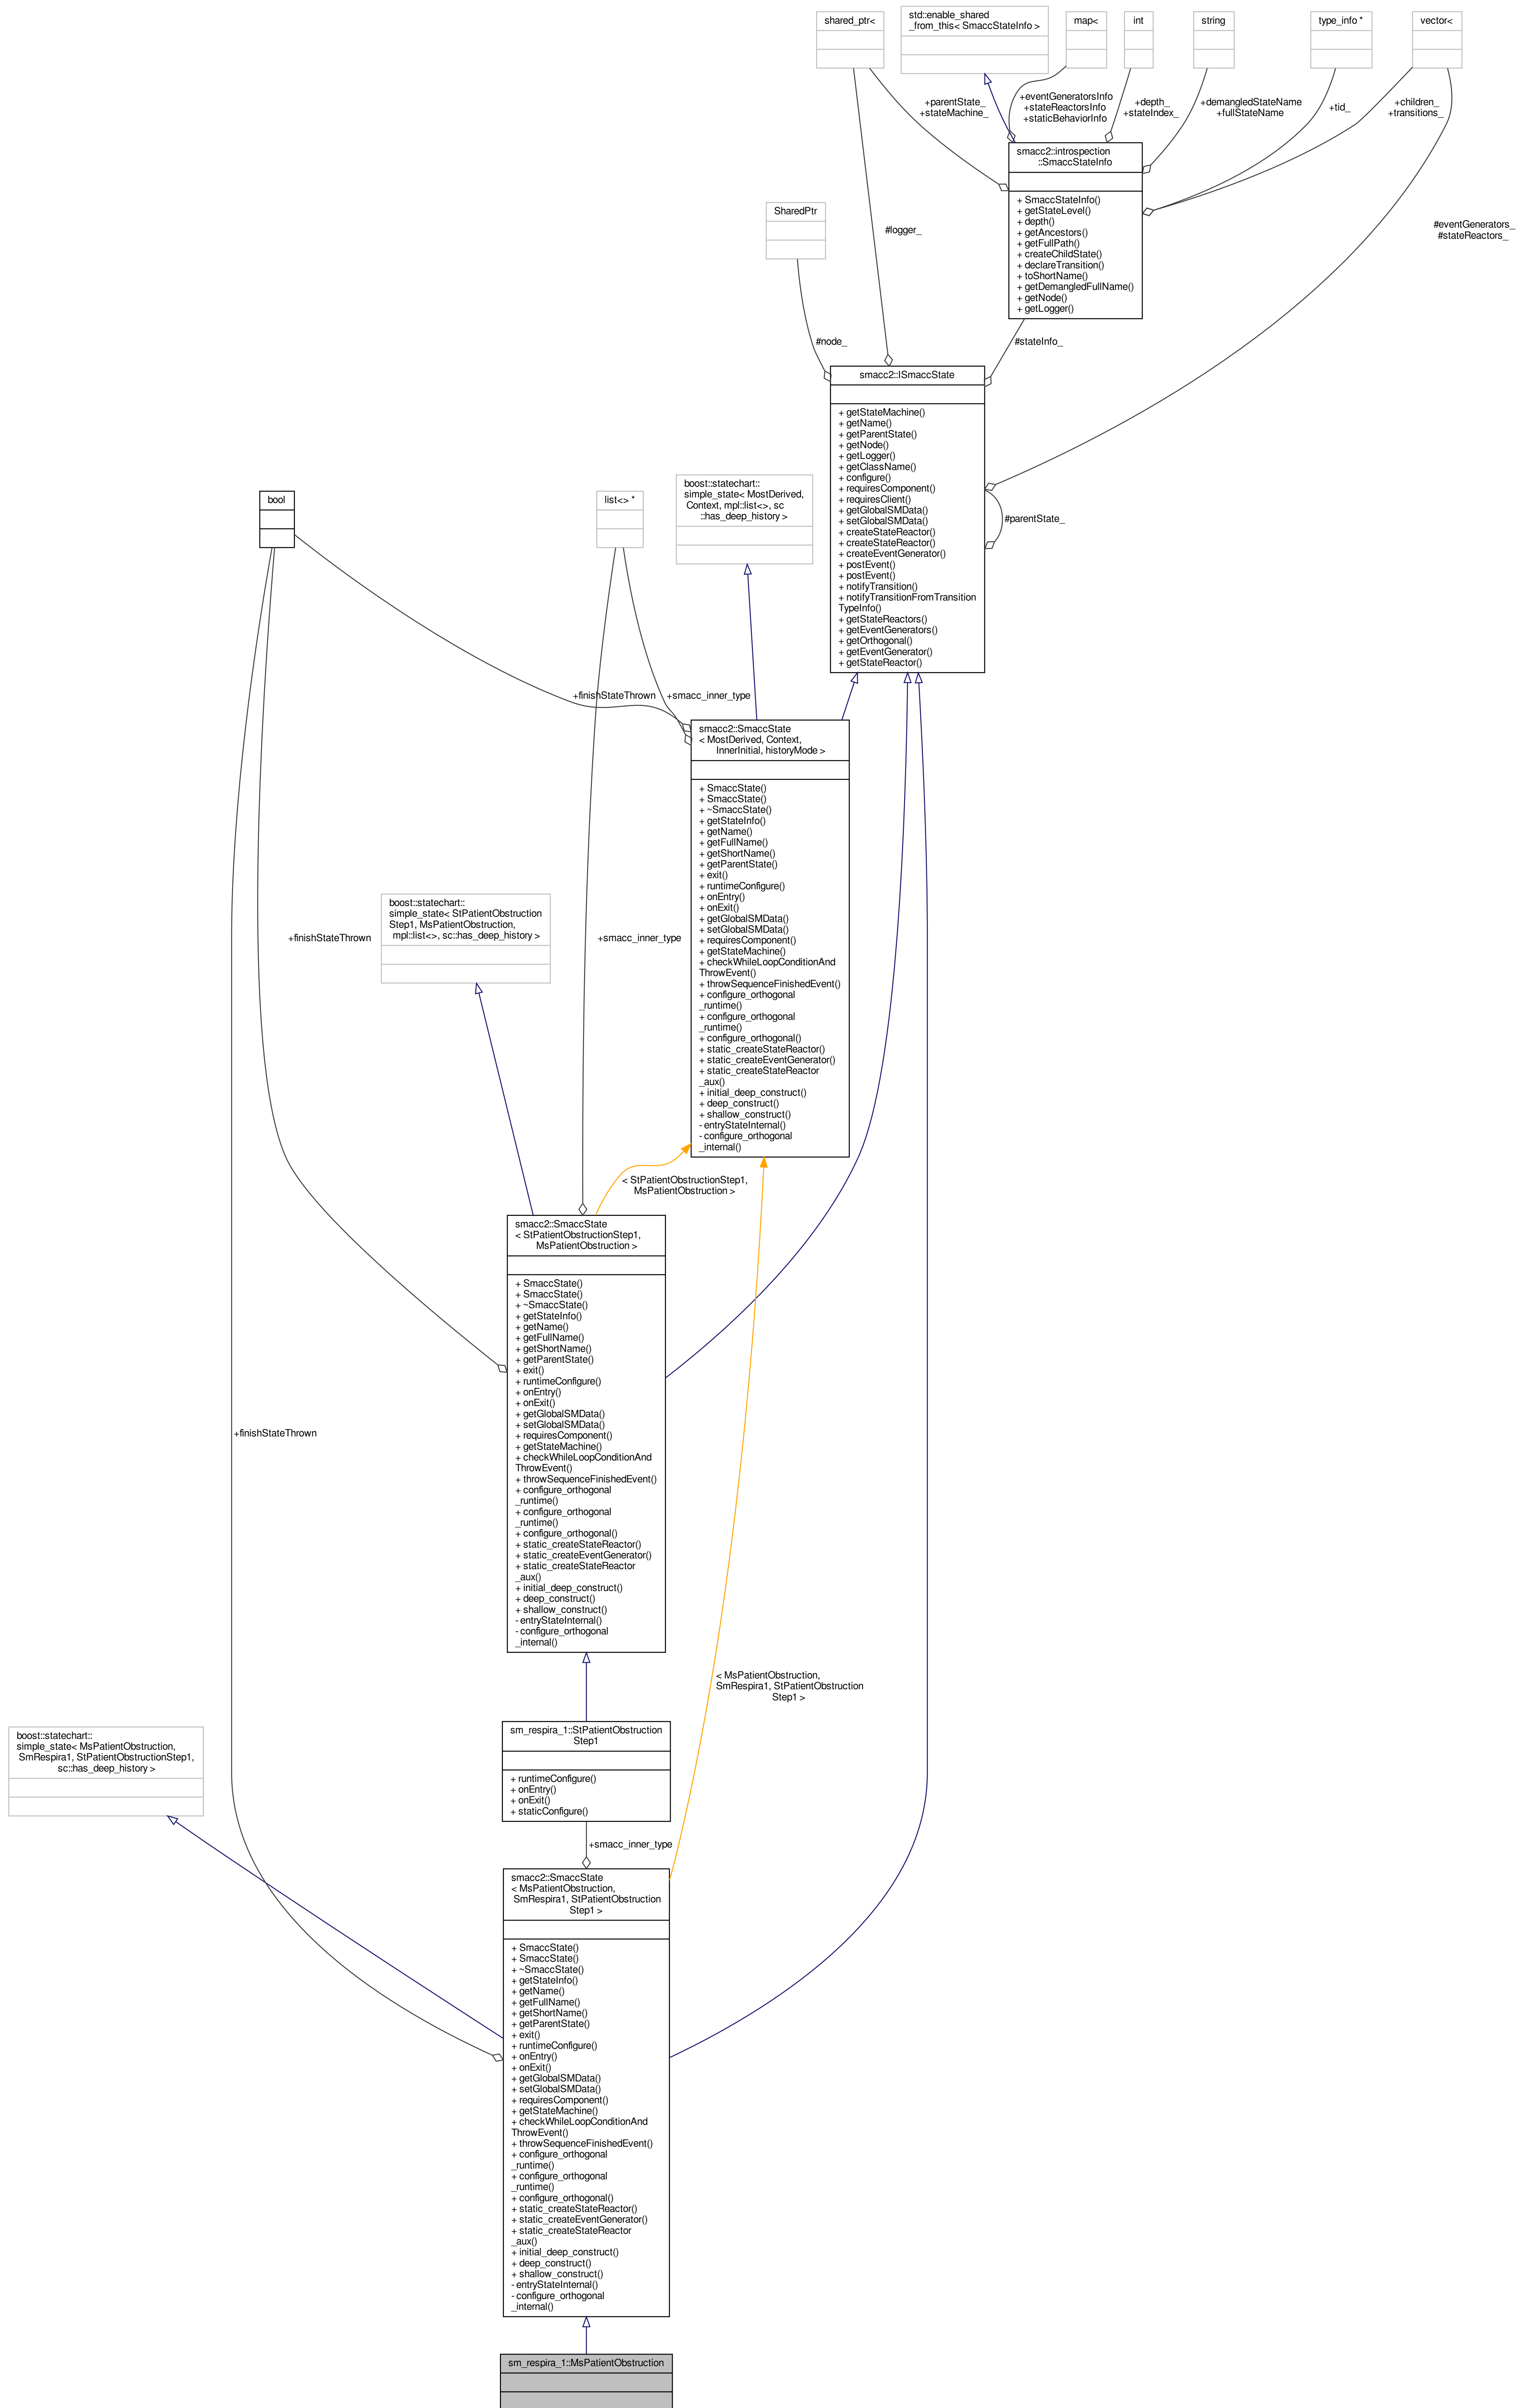 shared_ptr<
std::enable_shared
_from_this< SmaccStateInfo >
map<
int
string
type_info *
vector<
+parentState_
+stateMachine_
+eventGeneratorsInfo
+stateReactorsInfo
+staticBehaviorInfo
+depth_
+stateIndex_
+demangledStateName
+fullStateName
+tid_
+children_
+transitions_
smacc2::introspection
::SmaccStateInfo
+ SmaccStateInfo()
+ getStateLevel()
+ depth()
+ getAncestors()
+ getFullPath()
+ createChildState()
+ declareTransition()
+ toShortName()
+ getDemangledFullName()
+ getNode()
+ getLogger()
SharedPtr
#logger_
#eventGenerators_
#stateReactors_
#node_
#stateInfo_
smacc2::ISmaccState
+ getStateMachine()
+ getName()
+ getParentState()
+ getNode()
+ getLogger()
+ getClassName()
+ configure()
+ requiresComponent()
+ requiresClient()
+ getGlobalSMData()
+ setGlobalSMData()
+ createStateReactor()
+ createStateReactor()
+ createEventGenerator()
+ postEvent()
+ postEvent()
+ notifyTransition()
+ notifyTransitionFromTransition
TypeInfo()
+ getStateReactors()
+ getEventGenerators()
+ getOrthogonal()
+ getEventGenerator()
+ getStateReactor()
#parentState_
bool
list<> *
boost::statechart::
simple_state< MostDerived,
Context, mpl::list<>, sc
::has_deep_history >
+finishStateThrown
+smacc_inner_type
smacc2::SmaccState
< MostDerived, Context,
InnerInitial, historyMode >
+ SmaccState()
+ SmaccState()
+ ~SmaccState()
+ getStateInfo()
+ getName()
+ getFullName()
+ getShortName()
+ getParentState()
+ exit()
+ runtimeConfigure()
+ onEntry()
+ onExit()
+ getGlobalSMData()
+ setGlobalSMData()
+ requiresComponent()
+ getStateMachine()
+ checkWhileLoopConditionAnd
ThrowEvent()
+ throwSequenceFinishedEvent()
+ configure_orthogonal
_runtime()
+ configure_orthogonal
_runtime()
+ configure_orthogonal()
+ static_createStateReactor()
+ static_createEventGenerator()
+ static_createStateReactor
_aux()
+ initial_deep_construct()
+ deep_construct()
+ shallow_construct()
- entryStateInternal()
- configure_orthogonal
_internal()
boost::statechart::
simple_state< StPatientObstruction
Step1, MsPatientObstruction,
mpl::list<>, sc::has_deep_history >
+finishStateThrown
+smacc_inner_type
< StPatientObstructionStep1,
MsPatientObstruction >
smacc2::SmaccState
< StPatientObstructionStep1,
MsPatientObstruction >
+ SmaccState()
+ SmaccState()
+ ~SmaccState()
+ getStateInfo()
+ getName()
+ getFullName()
+ getShortName()
+ getParentState()
+ exit()
+ runtimeConfigure()
+ onEntry()
+ onExit()
+ getGlobalSMData()
+ setGlobalSMData()
+ requiresComponent()
+ getStateMachine()
+ checkWhileLoopConditionAnd
ThrowEvent()
+ throwSequenceFinishedEvent()
+ configure_orthogonal
_runtime()
+ configure_orthogonal
_runtime()
+ configure_orthogonal()
+ static_createStateReactor()
+ static_createEventGenerator()
+ static_createStateReactor
_aux()
+ initial_deep_construct()
+ deep_construct()
+ shallow_construct()
- entryStateInternal()
- configure_orthogonal
_internal()
+finishStateThrown
< MsPatientObstruction,
SmRespira1, StPatientObstruction
Step1 >
sm_respira_1::StPatientObstruction
Step1
+ runtimeConfigure()
+ onEntry()
+ onExit()
+ staticConfigure()
boost::statechart::
simple_state< MsPatientObstruction,
SmRespira1, StPatientObstructionStep1,
sc::has_deep_history >
+smacc_inner_type
smacc2::SmaccState
< MsPatientObstruction,
SmRespira1, StPatientObstruction
Step1 >
+ SmaccState()
+ SmaccState()
+ ~SmaccState()
+ getStateInfo()
+ getName()
+ getFullName()
+ getShortName()
+ getParentState()
+ exit()
+ runtimeConfigure()
+ onEntry()
+ onExit()
+ getGlobalSMData()
+ setGlobalSMData()
+ requiresComponent()
+ getStateMachine()
+ checkWhileLoopConditionAnd
ThrowEvent()
+ throwSequenceFinishedEvent()
+ configure_orthogonal
_runtime()
+ configure_orthogonal
_runtime()
+ configure_orthogonal()
+ static_createStateReactor()
+ static_createEventGenerator()
+ static_createStateReactor
_aux()
+ initial_deep_construct()
+ deep_construct()
+ shallow_construct()
- entryStateInternal()
- configure_orthogonal
_internal()
sm_respira_1::MsPatientObstruction